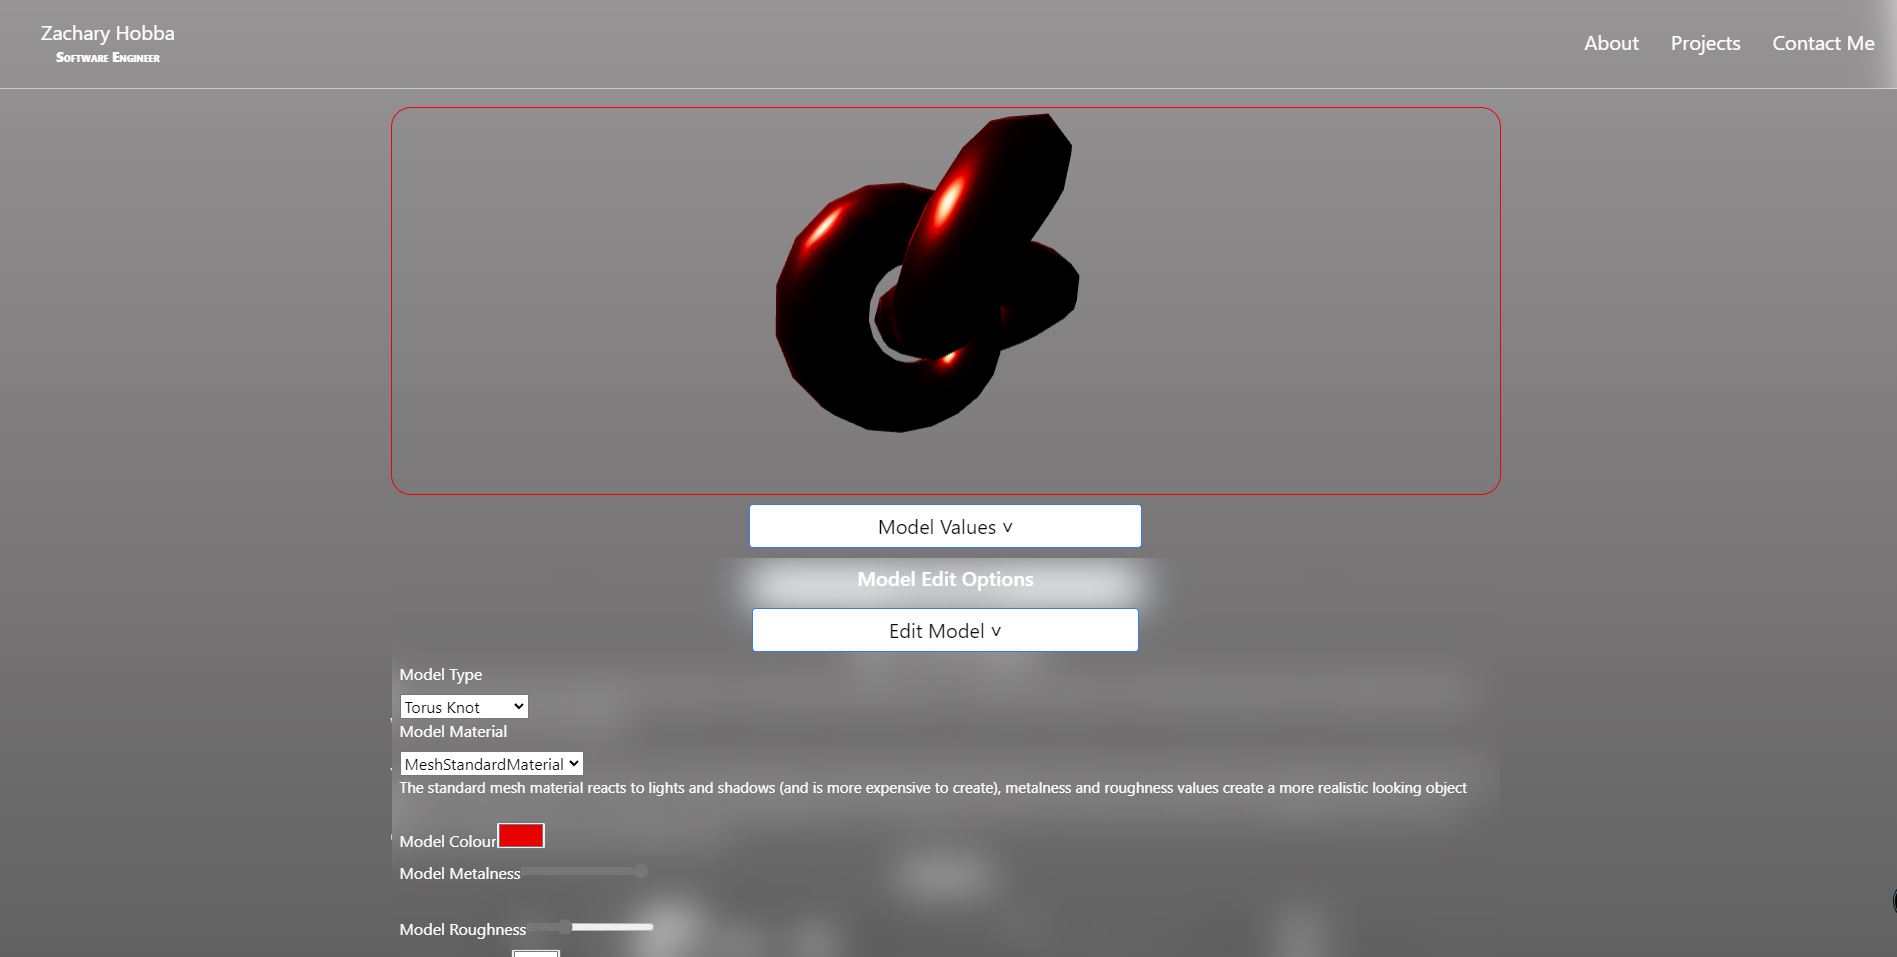 Zachary Hobba
Software Engineer
About Projects Contact Me
Model Values v
Model Edit Options
Edit Model v
Model Type
Torus Knot
Model Material
MeshStandardMaterial
The standard mesh material reacts to lights and shadows (and is more expensive to create), metalness and roughness values create a more realistic looking object
Model Colour
Model Metalness
Model Roughness